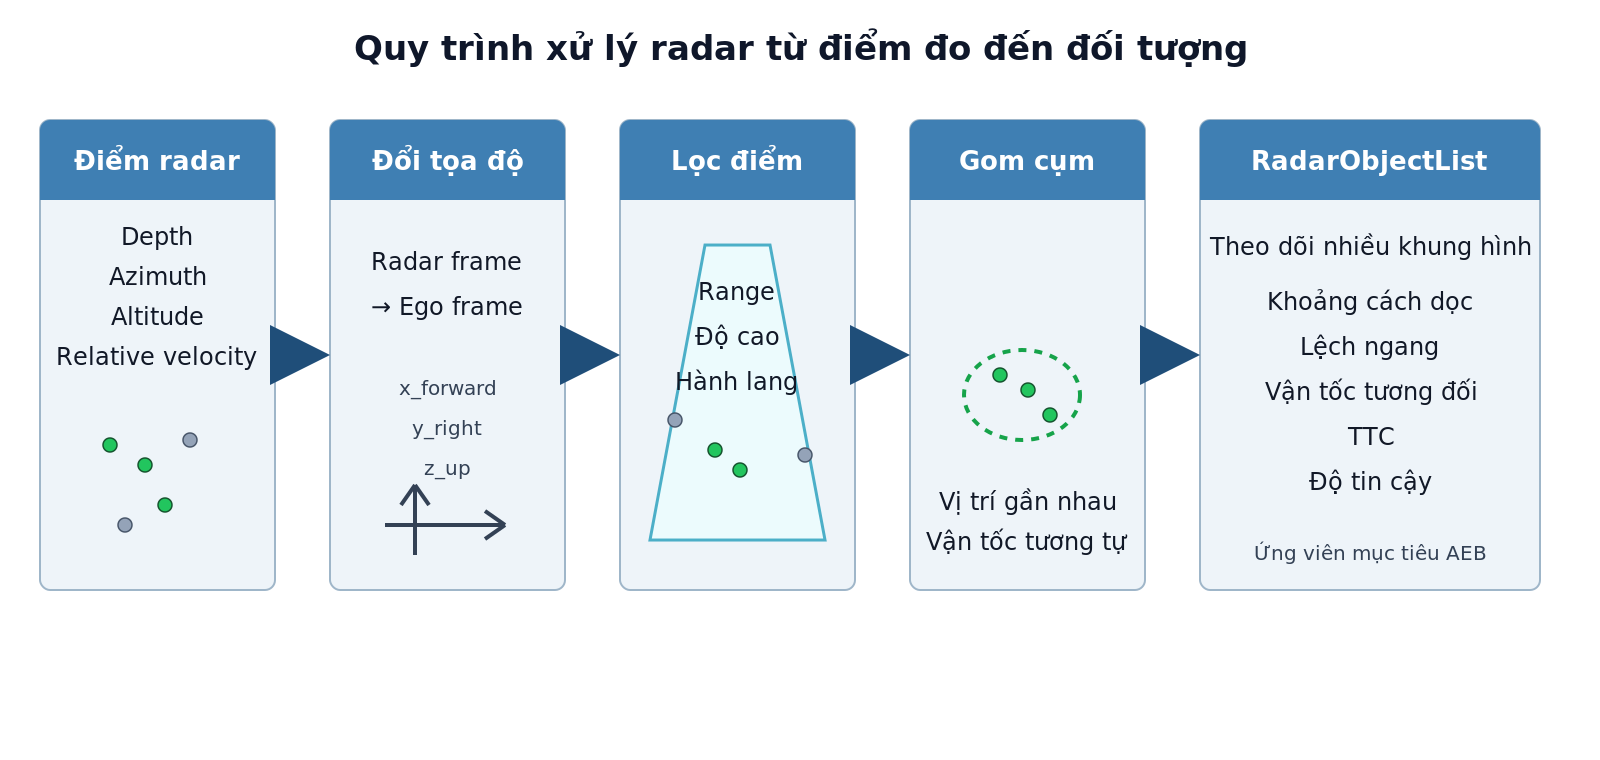 Quy trình xử lý radar từ điểm đo đến đối tượng
Điểm radar
Depth
Azimuth
Altitude
Relative velocity
Đổi tọa độ
Radar frame
→ Ego frame
x_forward
y_right
z_up
Lọc điểm
Range
Độ cao
Hành lang
Gom cụm
Vị trí gần nhau
Vận tốc tương tự
RadarObjectList
Theo dõi nhiều khung hình
Khoảng cách dọc
Lệch ngang
Vận tốc tương đối
TTC
Độ tin cậy
Ứng viên mục tiêu AEB